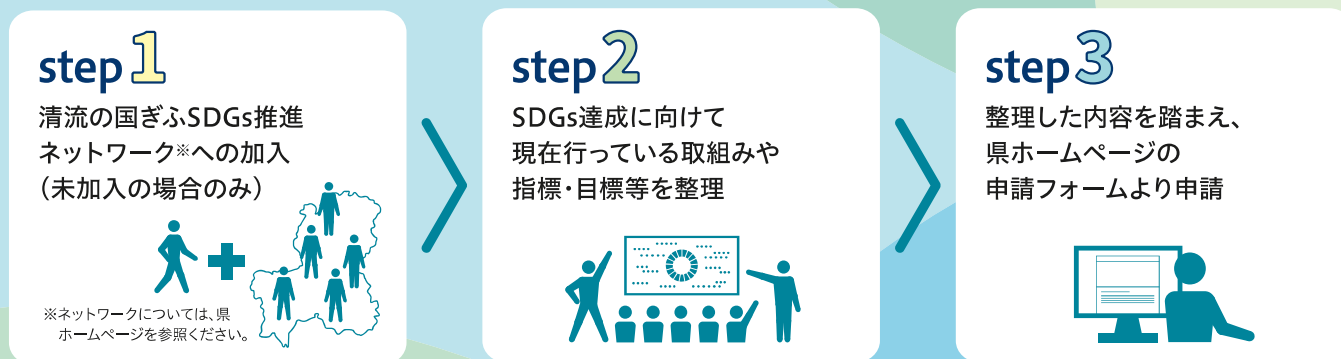 step1
清流の国ぎふSDGs推進
ネットワーク※への加入
（未加入の場合のみ）
※ネットワークについては、県
ホームページを参照ください。
step2
SDGs達成に向けて
現在行っている取組みや
指標・目標等を整理
step3
整理した内容を踏まえ、
県ホームページの
申請フォームより申請